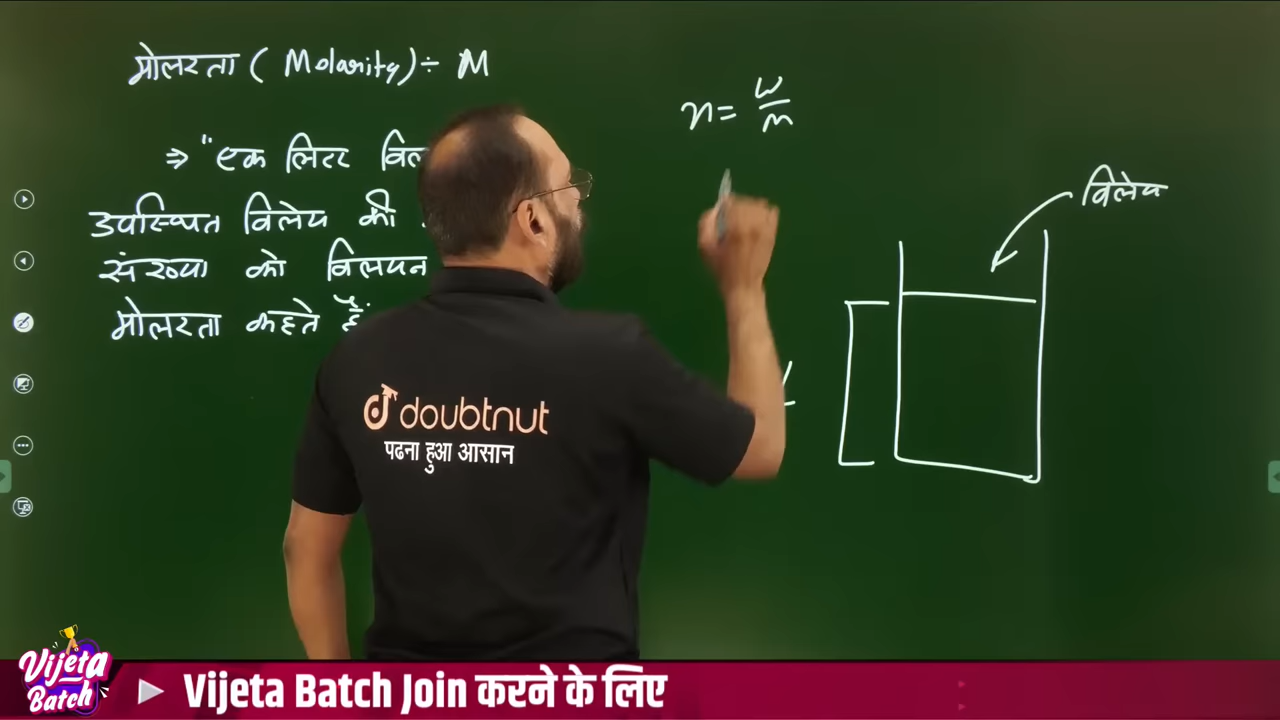 मोलरता ( Molarity) ÷ M
⇒ "एक लिटर
उपस्थित विलेय की
संख्या को विलयन
मोलरता कहते हैं.
n = w/m
विलेय
doubtnut
पढना हुआ आसान
Vijeta Batch
Vijeta Batch Join करने के लिए